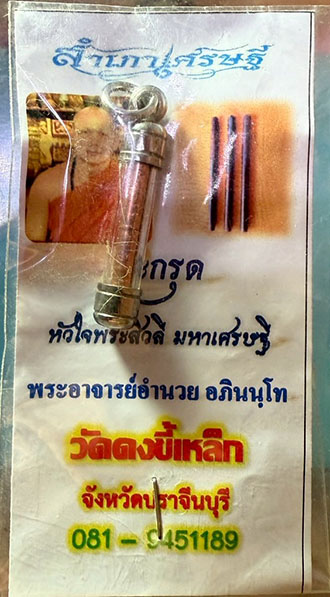 สำเภาเศรษฐี
ะกรุด
หัวใจพระสิวลี มหาเศรษฐี
พระอาจารย์อำนวย อภินนฺโท
วัดดงขี้เหล็ก
จังหวัดปราจีนบุรี
081 - 9451189